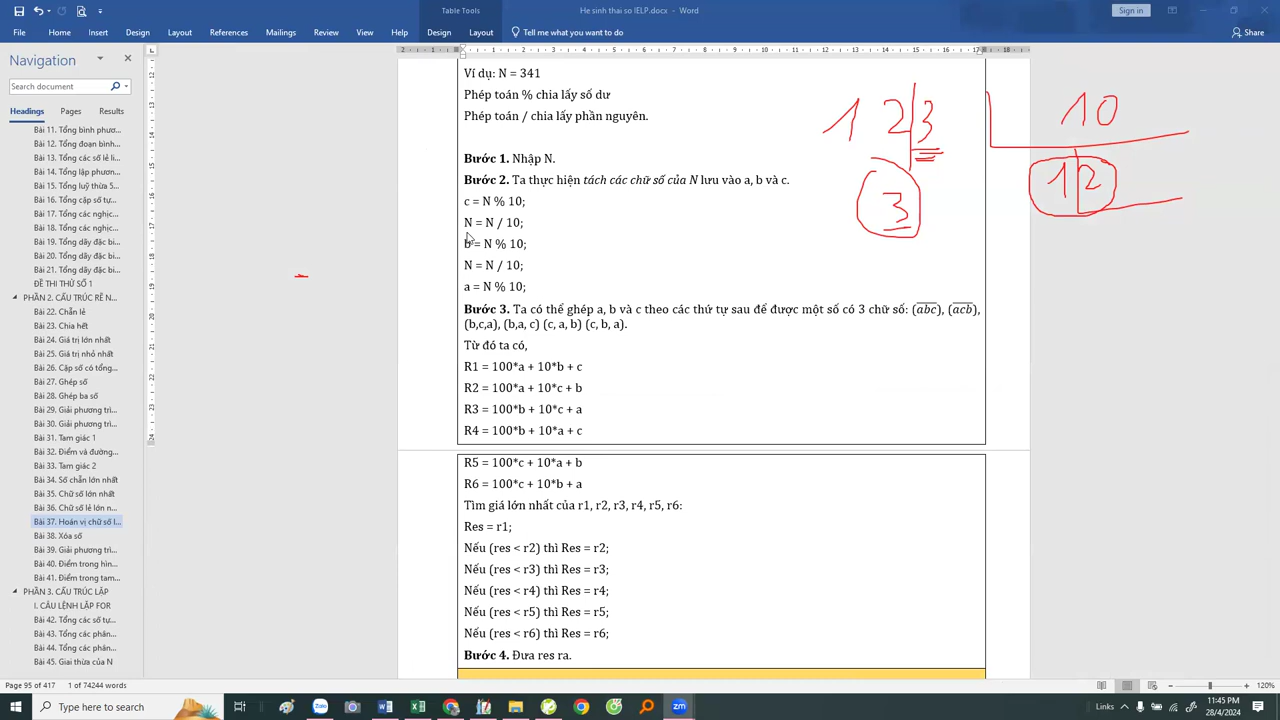 Table Tools
He sinh thai so IELP.docx - Word
Sign in
File Home Insert Draw Design Layout References Mailings Review View Help Design Layout Tell me what you want to do Share
Navigation
Search document
Headings Pages Results
Bài 11. Tổng bình phươ...
Bài 12. Tổng đoạn bình...
Bài 13. Tổng các số lẻ li...
Bài 14. Tổng lập phươn...
Bài 15. Tổng luỹ thừa 5...
Bài 16. Tổng cặp số tự...
Bài 17. Tổng các nghịc...
Bài 18. Tổng các nghịc...
Bài 19. Tổng dãy đặc bi...
Bài 20. Tổng dãy đặc bi...
Bài 21. Tổng dãy đặc bi...
ĐỀ THI THỬ SỐ 1
PHẦN 2. CẤU TRÚC RẼ N...
Bài 22. Chẵn lẻ
Bài 23. Chia hết
Bài 24. Giá trị lớn nhất
Bài 25. Giá trị nhỏ nhất
Bài 26. Cặp số có tổng...
Bài 27. Ghép số
Bài 28. Ghép ba số
Bài 29. Giải phương trì...
Bài 30. Giải phương trì...
Bài 31. Tam giác 1
Bài 32. Điểm và đường...
Bài 33. Tam giác 2
Bài 34. Số chẵn lớn nhất
Bài 35. Chữ số lớn nhất
Bài 36. Chữ số lẻ lớn n...
Bài 37. Hoán vị chữ số l...
Bài 38. Xóa số
Bài 39. Giải phương trì...
Bài 40. Điểm trong hìn...
Bài 41. Điểm trong tam...
PHẦN 3. CẤU TRÚC LẶP
I. CÂU LỆNH LẶP FOR
Bài 42. Tổng các số tự...
Bài 43. Tổng các phân...
Bài 44. Tổng các phân...
Bài 45. Giai thừa của N
Ví dụ: N = 341
Phép toán % chia lấy số dư
Phép toán / chia lấy phần nguyên.
Bước 1. Nhập N.
Bước 2. Ta thực hiện tách các chữ số của N lưu vào a, b và c.
c = N % 10;
N = N / 10;
b = N % 10;
N = N / 10;
a = N % 10;
Bước 3. Ta có thể ghép a, b và c theo các thứ tự sau để được một số có 3 chữ số: (abc), (acb),
(b,c,a), (b,a, c) (c, a, b) (c, b, a).
Từ đó ta có,
R1 = 100*a + 10*b + c
R2 = 100*a + 10*c + b
R3 = 100*b + 10*c + a
R4 = 100*b + 10*a + c
R5 = 100*c + 10*a + b
R6 = 100*c + 10*b + a
Tìm giá lớn nhất của r1, r2, r3, r4, r5, r6:
Res = r1;
Nếu (res < r2) thì Res = r2;
Nếu (res < r3) thì Res = r3;
Nếu (res < r4) thì Res = r4;
Nếu (res < r5) thì Res = r5;
Nếu (res < r6) thì Res = r6;
Bước 4. Đưa res ra.
1 2 3 10
3 12
Page 95 of 417 1 of 74244 words 120%
Type here to search
11:45 PM
28/4/2024